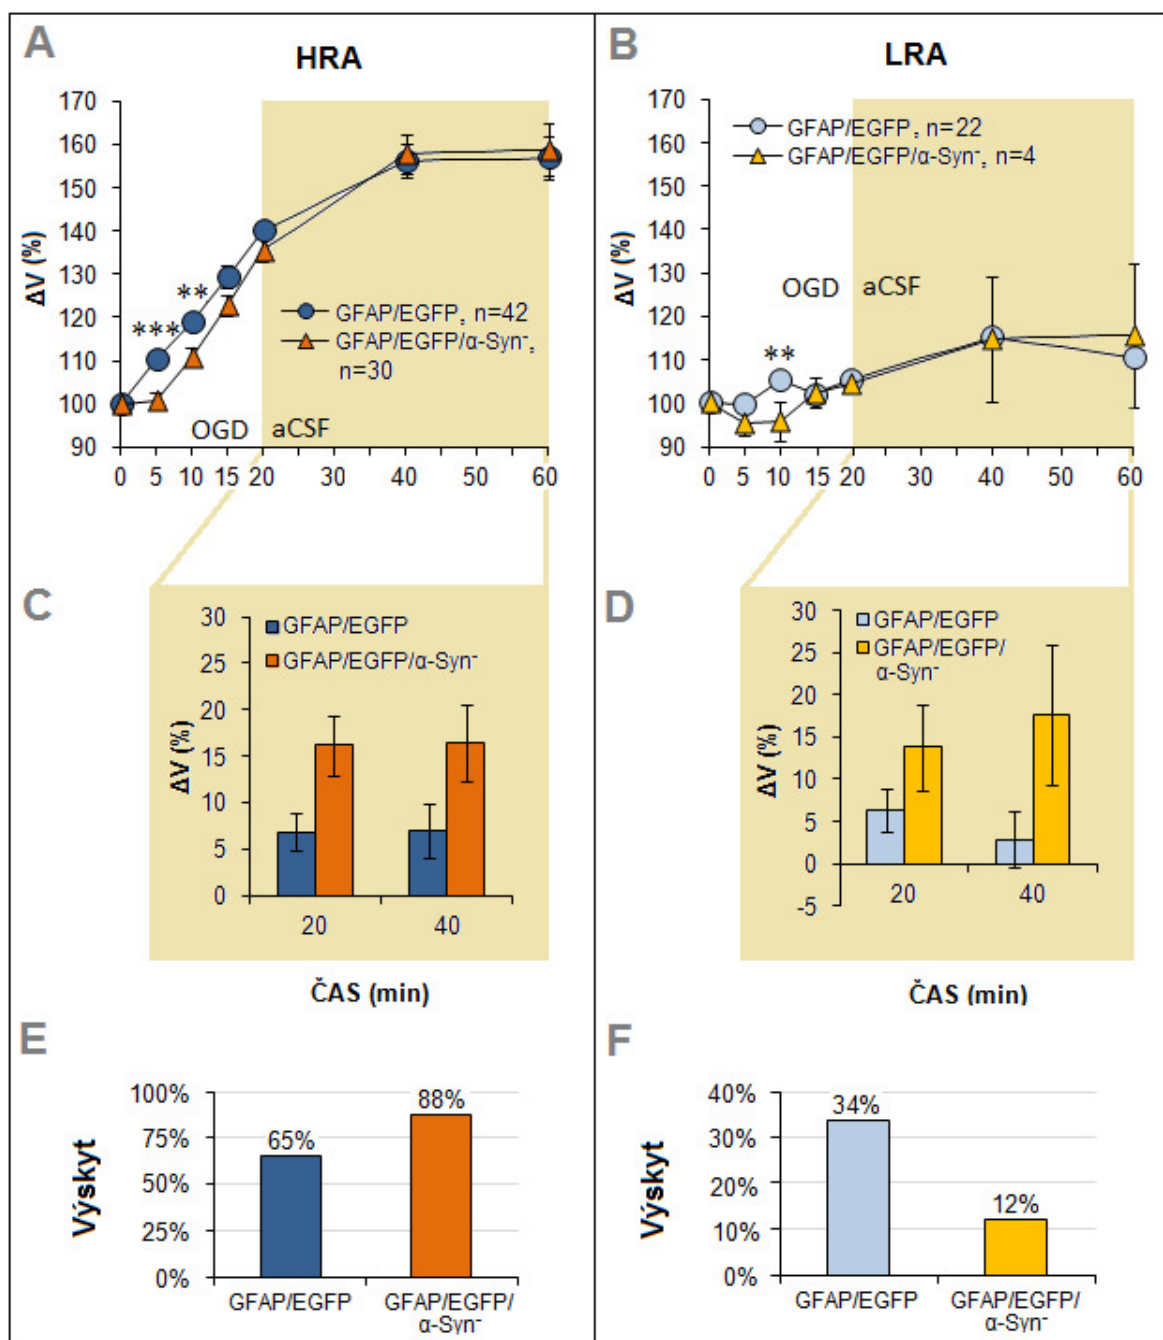 A
HRA
170
160
150
140
130
120
110
100
90
ΔV (%)
***
**
GFAP/EGFP, n=42
GFAP/EGFP/α-Syn⁻,
n=30
OGD
aCSF
0 5 10 15 20 40 60
B
LRA
170
160
150
140
130
120
110
100
90
ΔV (%)
GFAP/EGFP, n=22
GFAP/EGFP/α-Syn⁻, n=4
OGD
aCSF
**
0 5 10 15 20 40 60
C
30
25
20
15
10
5
0
ΔV (%)
GFAP/EGFP
GFAP/EGFP/α-Syn⁻
20 40
ČAS (min)
D
30
25
20
15
10
5
0
-5
ΔV (%)
GFAP/EGFP
GFAP/EGFP/
α-Syn⁻
20 40
ČAS (min)
E
100%
75%
50%
25%
0%
Výskyt
65%
88%
GFAP/EGFP
GFAP/EGFP/
α-Syn⁻
F
40%
30%
20%
10%
0%
Výskyt
34%
12%
GFAP/EGFP
GFAP/EGFP/
α-Syn⁻